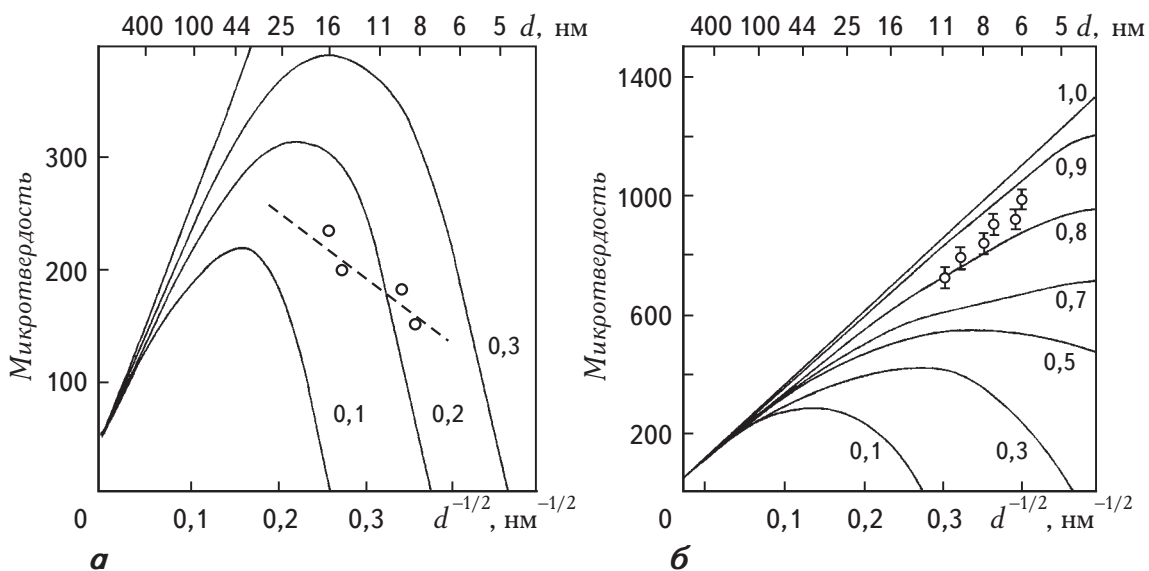 400 100 44 25 16 11 8 6 5 d, нм
Микротвердость
300
200
100
0,1
0,2
0,3
0 0,1 0,2 0,3 d^{-1/2}, нм^{-1/2}
а
400 100 44 25 16 11 8 6 5 d, нм
Микротвердость
1400
1000
600
200
1,0
0,9
0,8
0,7
0,5
0,3
0,1
0 0,1 0,2 0,3 d^{-1/2}, нм^{-1/2}
б